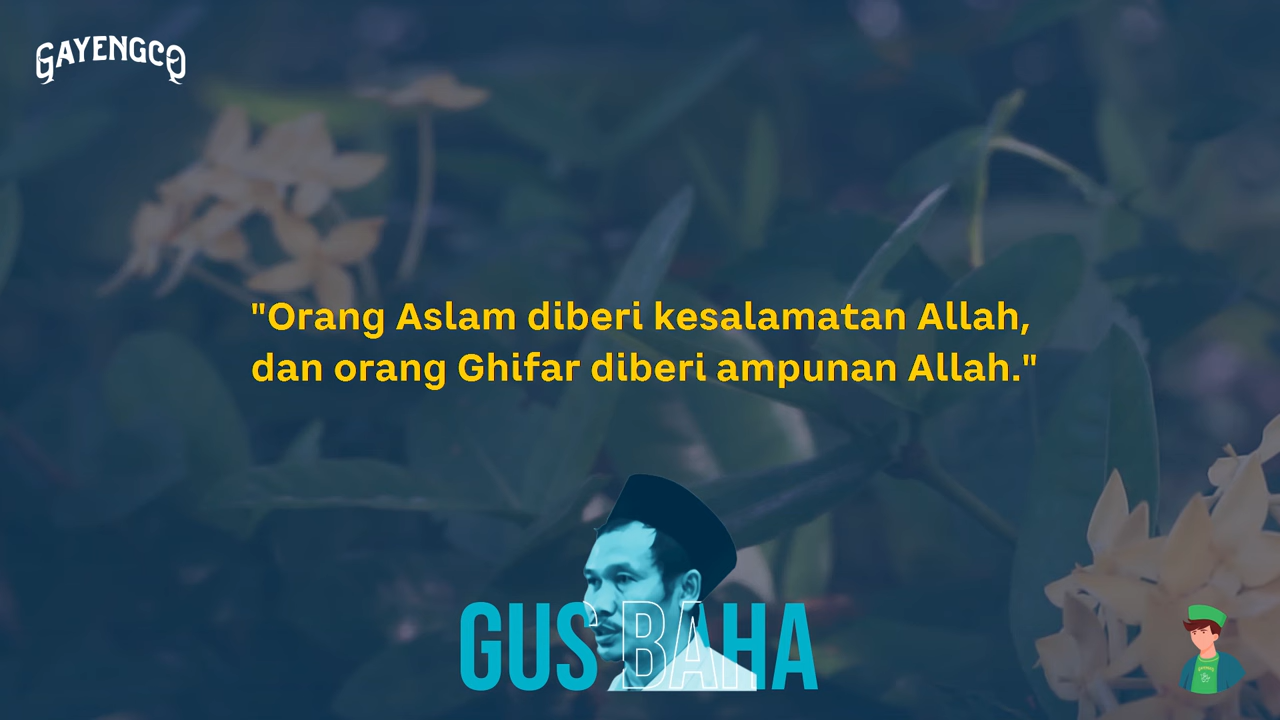 GAYENGCO
"Orang Aslam diberi kesalamatan Allah,
dan orang Ghifar diberi ampunan Allah."
GUS BAHA